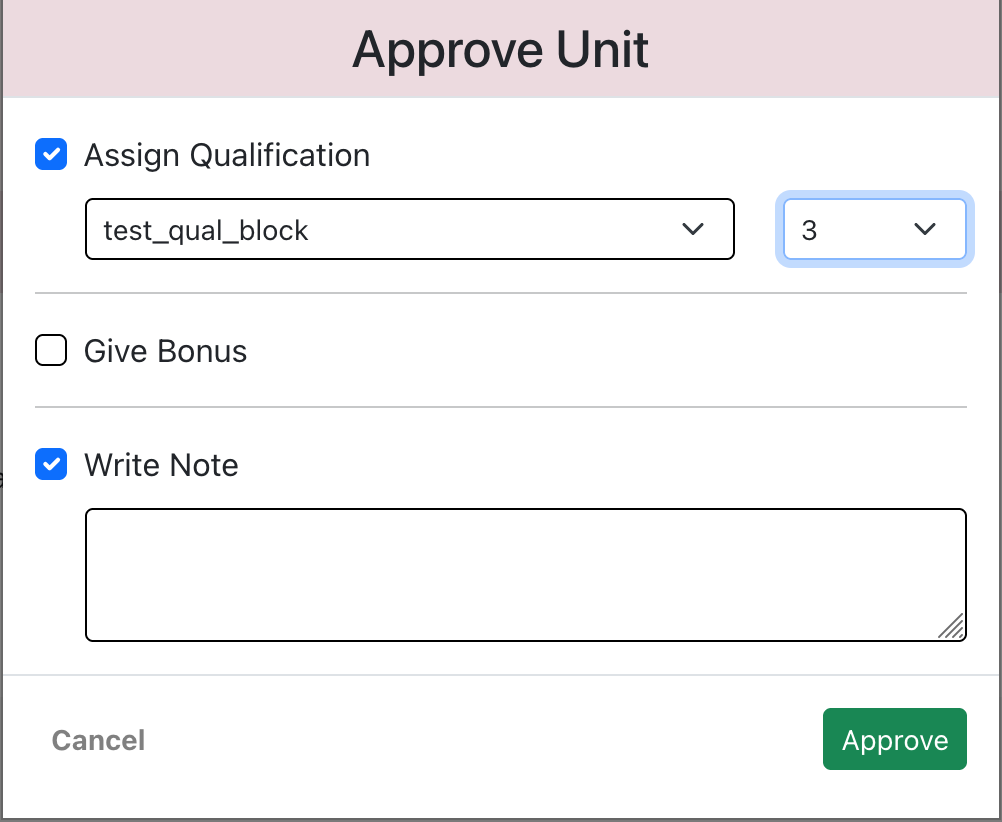 Approve Unit
Assign Qualification
test_qual_block
3
Give Bonus
Write Note
Cancel
Approve